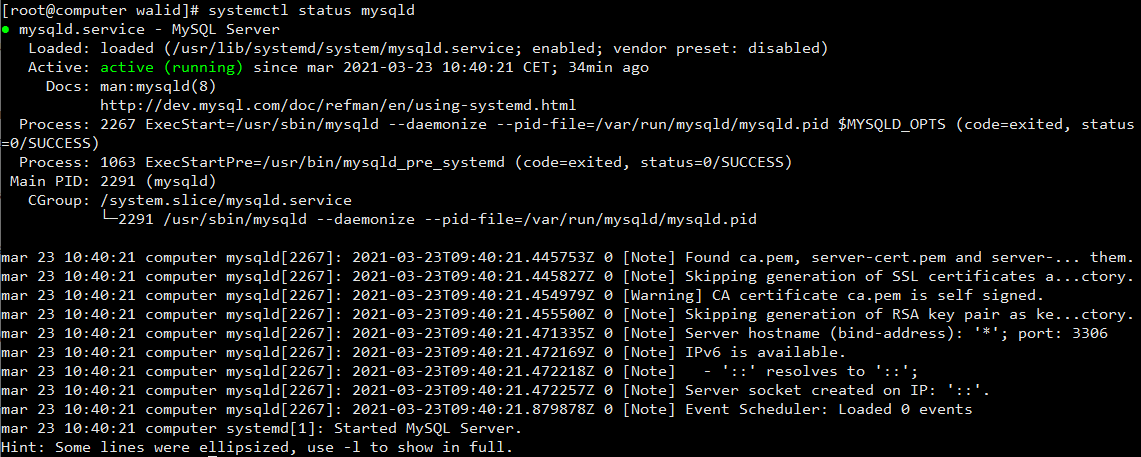 [root@computer walid]# systemctl status mysqld
● mysqld.service - MySQL Server
   Loaded: loaded (/usr/lib/systemd/system/mysqld.service; enabled; vendor preset: disabled)
   Active: active (running) since mar 2021-03-23 10:40:21 CET; 34min ago
     Docs: man:mysqld(8)
           http://dev.mysql.com/doc/refman/en/using-systemd.html
  Process: 2267 ExecStart=/usr/sbin/mysqld --daemonize --pid-file=/var/run/mysqld/mysqld.pid $MYSQLD_OPTS (code=exited, status
=0/SUCCESS)
  Process: 1063 ExecStartPre=/usr/bin/mysqld_pre_systemd (code=exited, status=0/SUCCESS)
 Main PID: 2291 (mysqld)
   CGroup: /system.slice/mysqld.service
           └─2291 /usr/sbin/mysqld --daemonize --pid-file=/var/run/mysqld/mysqld.pid

mar 23 10:40:21 computer mysqld[2267]: 2021-03-23T09:40:21.445753Z 0 [Note] Found ca.pem, server-cert.pem and server-... them.
mar 23 10:40:21 computer mysqld[2267]: 2021-03-23T09:40:21.445827Z 0 [Note] Skipping generation of SSL certificates a...ctory.
mar 23 10:40:21 computer mysqld[2267]: 2021-03-23T09:40:21.454979Z 0 [Warning] CA certificate ca.pem is self signed.
mar 23 10:40:21 computer mysqld[2267]: 2021-03-23T09:40:21.455500Z 0 [Note] Skipping generation of RSA key pair as ke...ctory.
mar 23 10:40:21 computer mysqld[2267]: 2021-03-23T09:40:21.471335Z 0 [Note] Server hostname (bind-address): '*'; port: 3306
mar 23 10:40:21 computer mysqld[2267]: 2021-03-23T09:40:21.472169Z 0 [Note] IPv6 is available.
mar 23 10:40:21 computer mysqld[2267]: 2021-03-23T09:40:21.472218Z 0 [Note]   - '::' resolves to '::';
mar 23 10:40:21 computer mysqld[2267]: 2021-03-23T09:40:21.472257Z 0 [Note] Server socket created on IP: '::'.
mar 23 10:40:21 computer mysqld[2267]: 2021-03-23T09:40:21.879878Z 0 [Note] Event Scheduler: Loaded 0 events
mar 23 10:40:21 computer systemd[1]: Started MySQL Server.
Hint: Some lines were ellipsized, use -l to show in full.